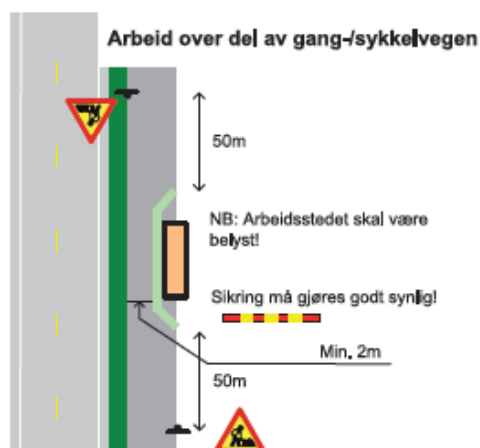 Arbeid over del av gang-/sykkelvegen
50m
NB: Arbeidsstedet skal være
belyst!
Sikring må gjøres godt synlig!
Min. 2m
50m